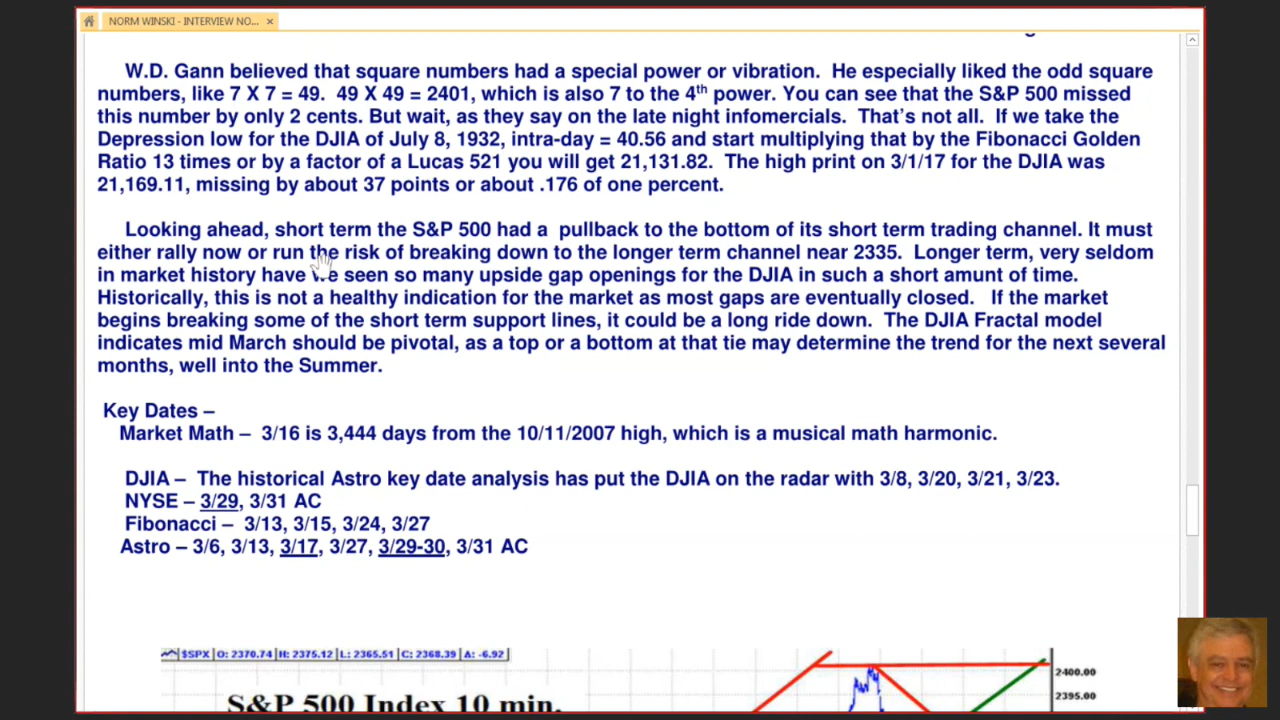 NORM WINSKI - INTERVIEW NO...
W.D. Gann believed that square numbers had a special power or vibration. He especially liked the odd square
numbers, like 7 X 7 = 49. 49 X 49 = 2401, which is also 7 to the 4th power. You can see that the S&P 500 missed
this number by only 2 cents. But wait, as they say on the late night infomercials. That's not all. If we take the
Depression low for the DJIA of July 8, 1932, intra-day = 40.56 and start multiplying that by the Fibonacci Golden
Ratio 13 times or by a factor of a Lucas 521 you will get 21,131.82. The high print on 3/1/17 for the DJIA was
21,169.11, missing by about 37 points or about .176 of one percent.
Looking ahead, short term the S&P 500 had a pullback to the bottom of its short term trading channel. It must
either rally now or run the risk of breaking down to the longer term channel near 2335. Longer term, very seldom
in market history have we seen so many upside gap openings for the DJIA in such a short amunt of time.
Historically, this is not a healthy indication for the market as most gaps are eventually closed. If the market
begins breaking some of the short term support lines, it could be a long ride down. The DJIA Fractal model
indicates mid March should be pivotal, as a top or a bottom at that tie may determine the trend for the next several
months, well into the Summer.
Key Dates –
Market Math – 3/16 is 3,444 days from the 10/11/2007 high, which is a musical math harmonic.
DJIA – The historical Astro key date analysis has put the DJIA on the radar with 3/8, 3/20, 3/21, 3/23.
NYSE – 3/29, 3/31 AC
Fibonacci – 3/13, 3/15, 3/24, 3/27
Astro – 3/6, 3/13, 3/17, 3/27, 3/29-30, 3/31 AC
$SPX O: 2370.74 H: 2375.12 L: 2365.51 C: 2368.39 Δ: -6.92
2400.00
2395.00
S&P 500 Index 10 min.